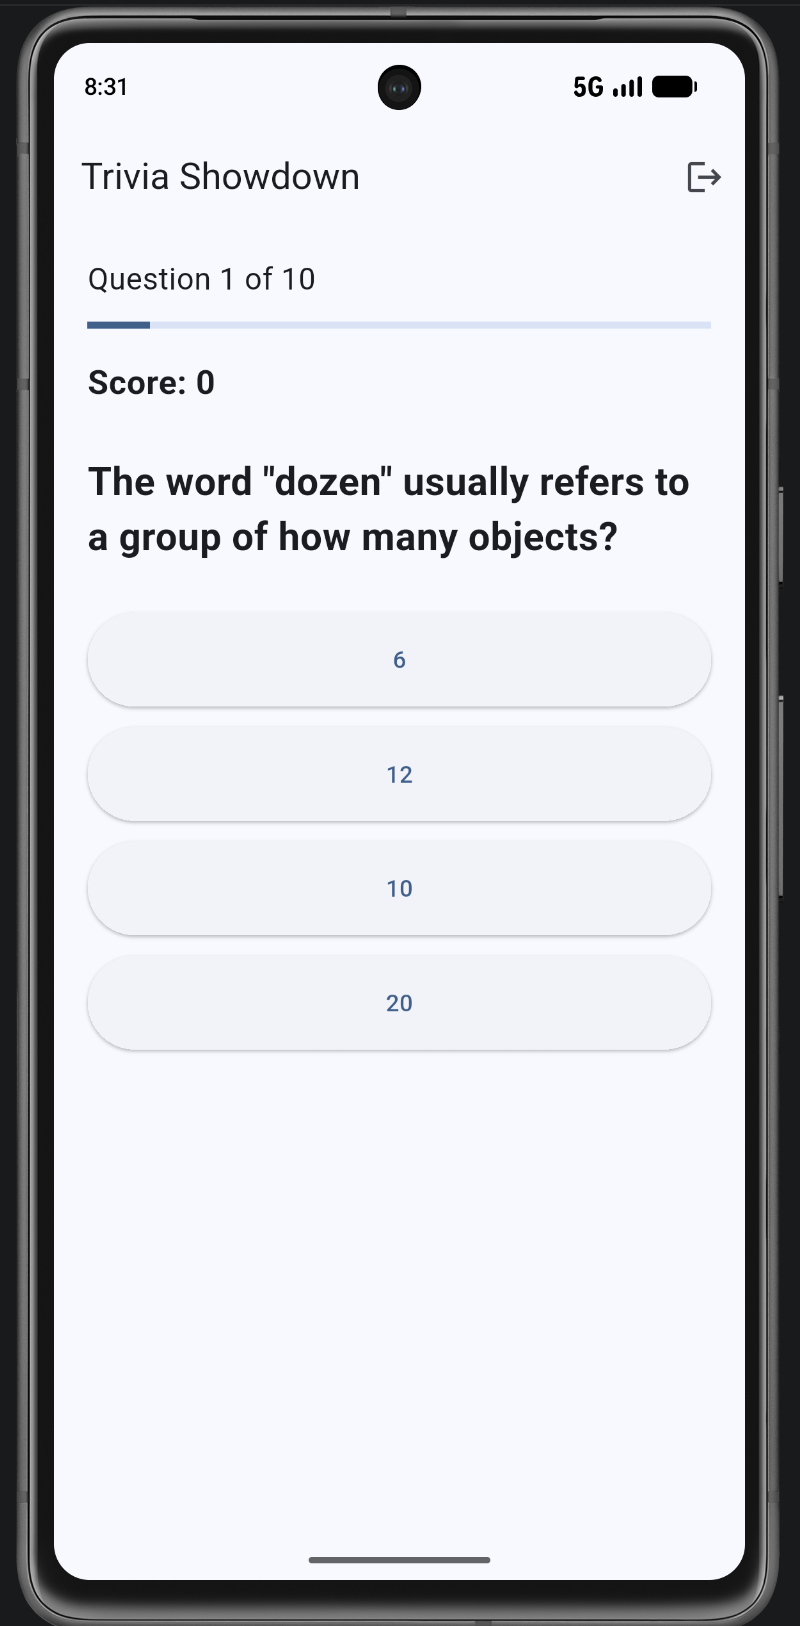 8:31
5G
Trivia Showdown
Question 1 of 10
Score: 0
The word "dozen" usually refers to
a group of how many objects?
6
12
10
20